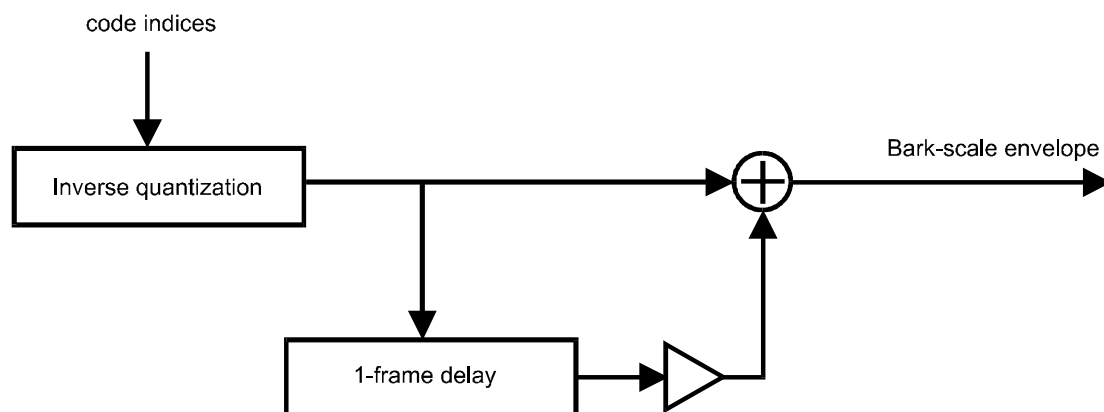 code indices
Inverse quantization
Bark-scale envelope
1-frame delay